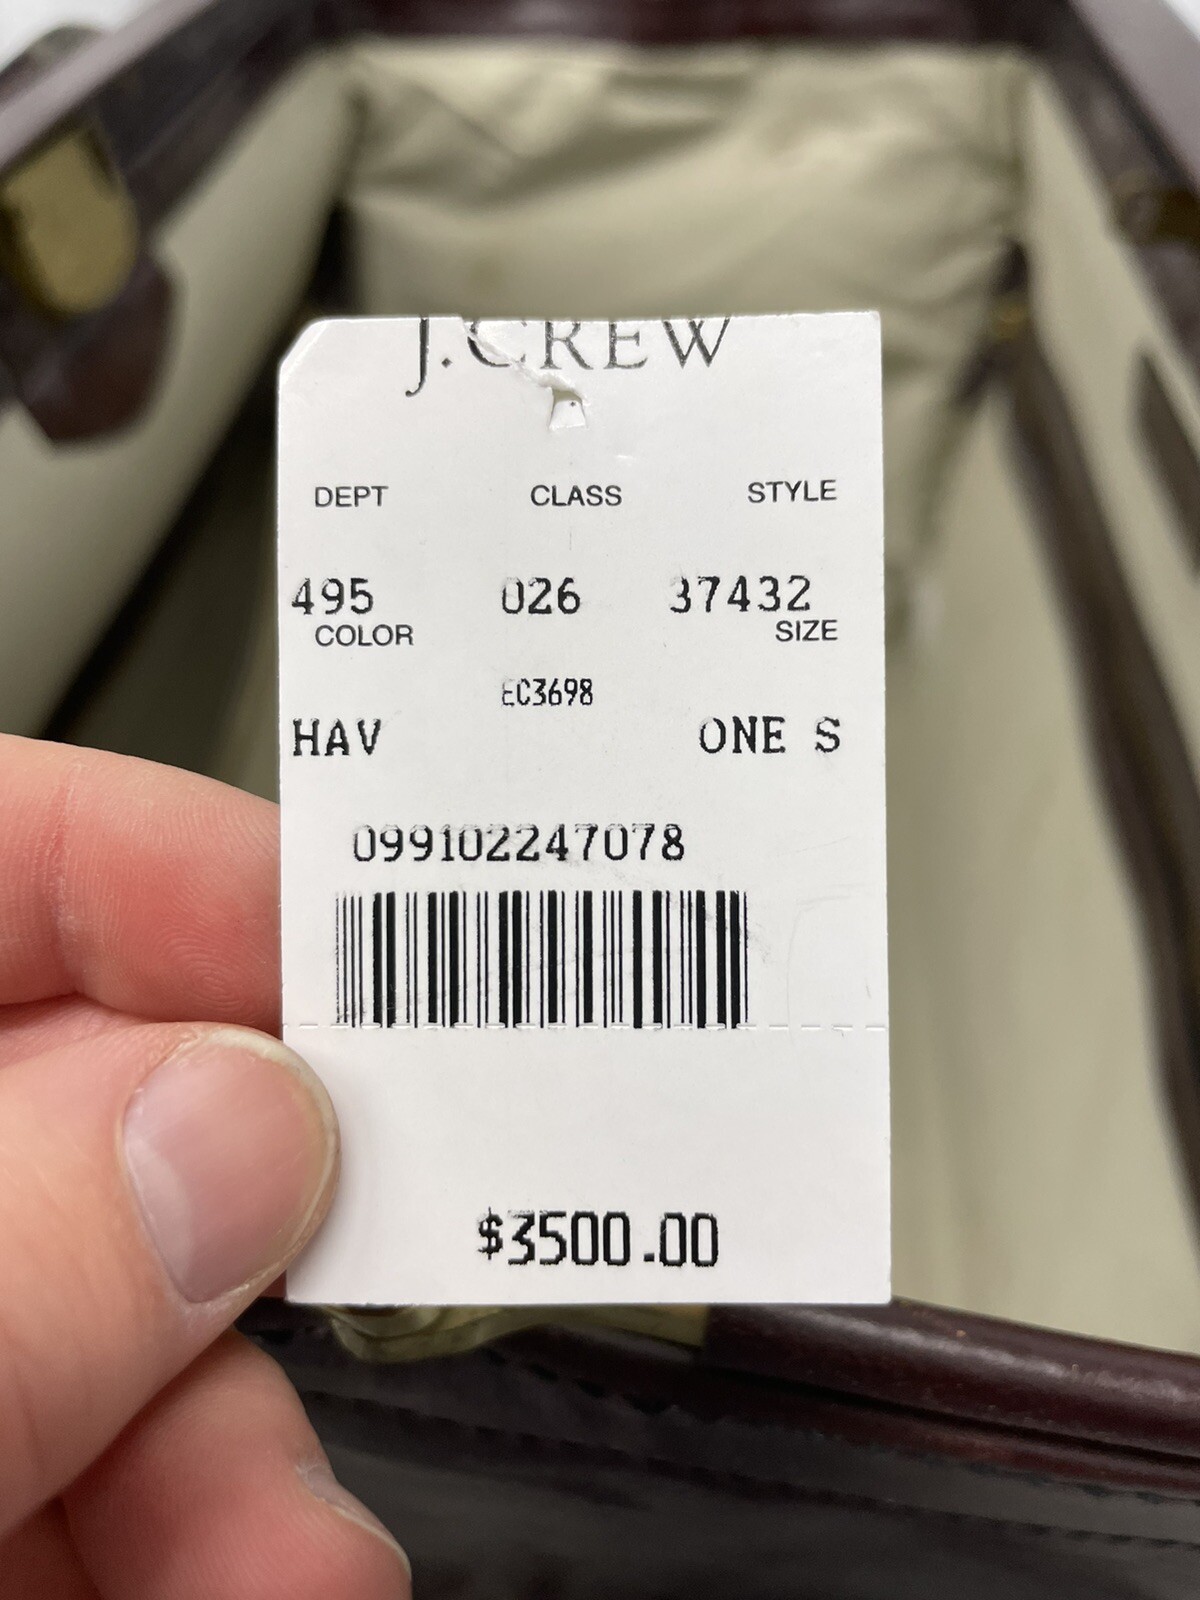 J.CREW
DEPT CLASS STYLE
495 026 37432
COLOR SIZE
EC3698
HAV ONE S
099102247078
$3500.00